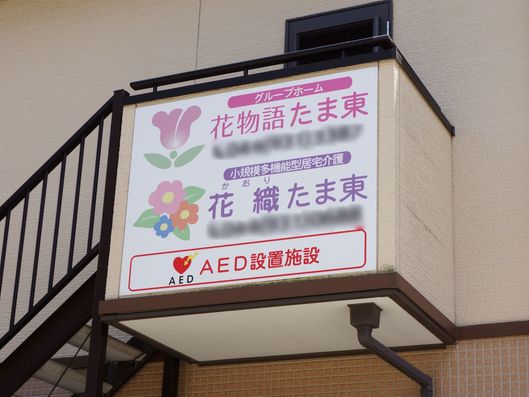 グループホーム
花物語たま東
小規模多機能型居宅介護
かおり
花織たま東
AED AED設置施設